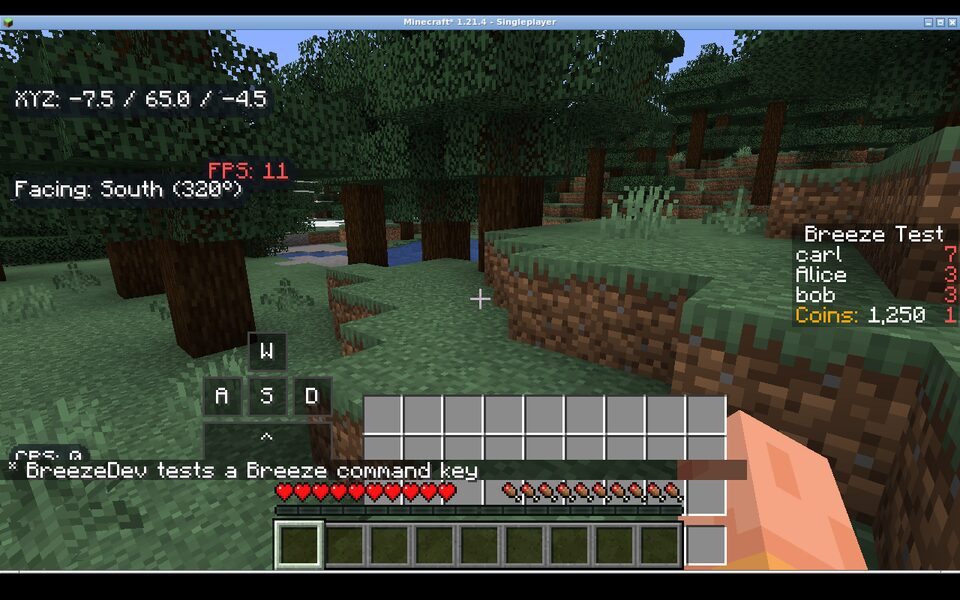 Minecraft* 1.21.4 - Singleplayer
XYZ: -7.5 / 65.0 / -4.5
FPS: 11
Facing: South (320°)
Breeze Test
carl 7
Alice 3
bob 3
Coins: 1,250 1
W
A S D
^
CPS: 0
* BreezeDev tests a Breeze command key